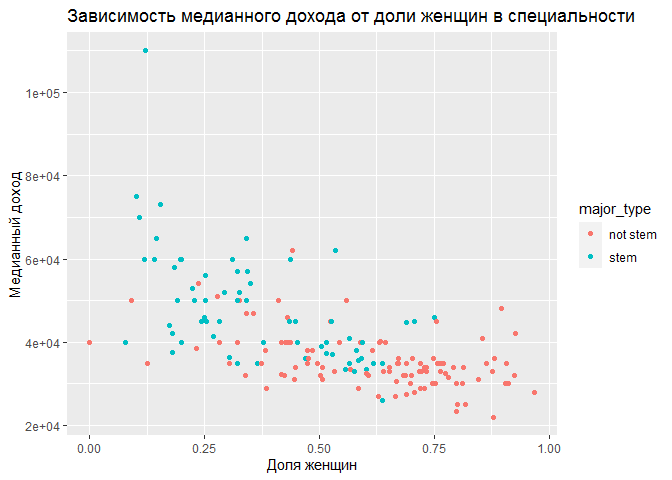 Зависимость медианного дохода от доли женщин в специальности
1e+05
8e+04
6e+04
4e+04
2e+04
Медианный доход
0.00 0.25 0.50 0.75 1.00
Доля женщин
major_type
not stem
stem